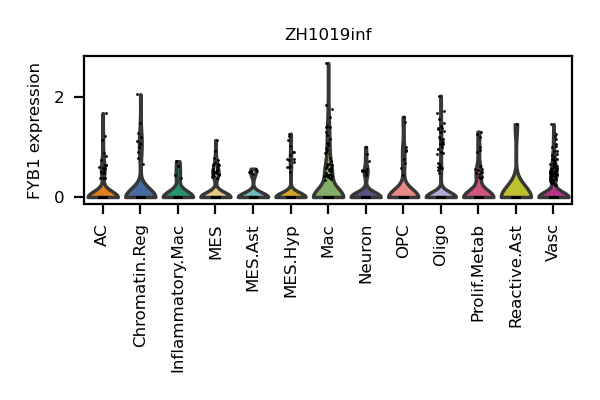 ZH1019inf
FYB1 expression
2
0
AC
Chromatin.Reg
Inflammatory.Mac
MES
MES.Ast
MES.Hyp
Mac
Neuron
OPC
Oligo
Prolif.Metab
Reactive.Ast
Vasc